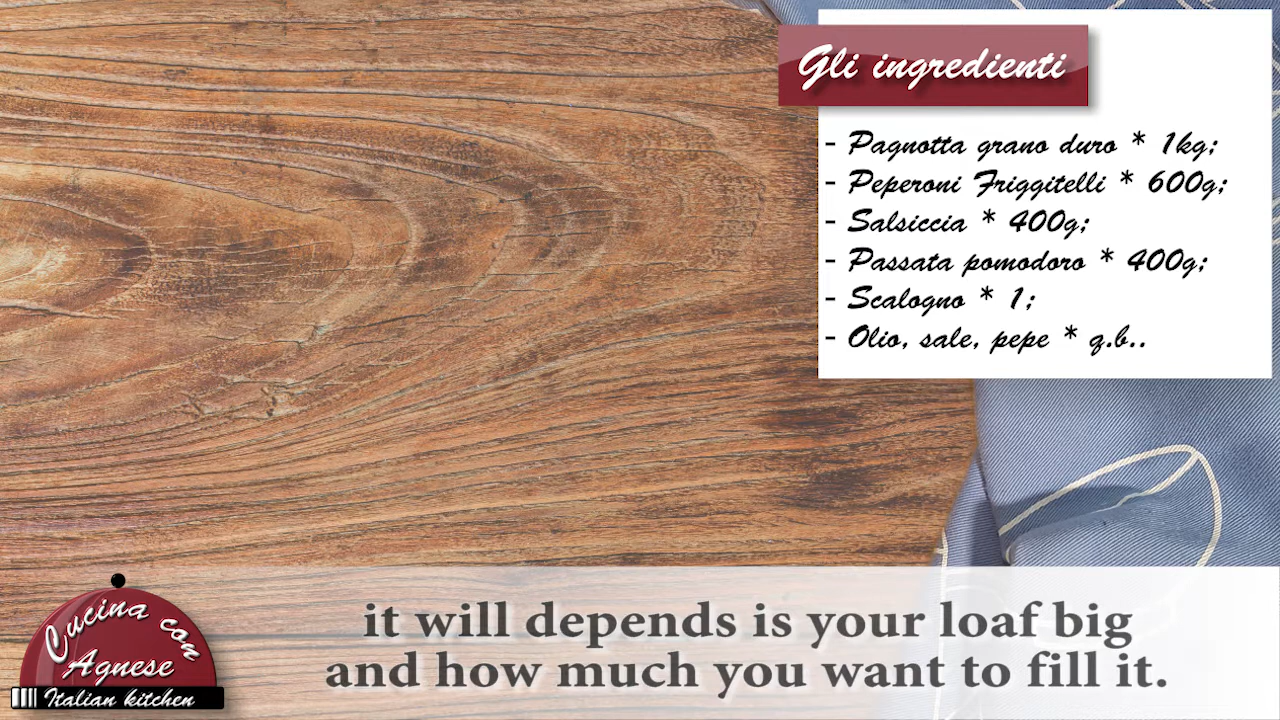 Gli ingredienti
- Pagnotta grano duro * 1kg;
- Peperoni Friggitelli * 600g;
- Salsiccia * 400g;
- Passata pomodoro * 400g;
- Scalogno * 1;
- Olio, sale, pepe * q.b..
it will depends is your loaf big
and how much you want to fill it.
Cucina con
Agnese
Italian kitchen